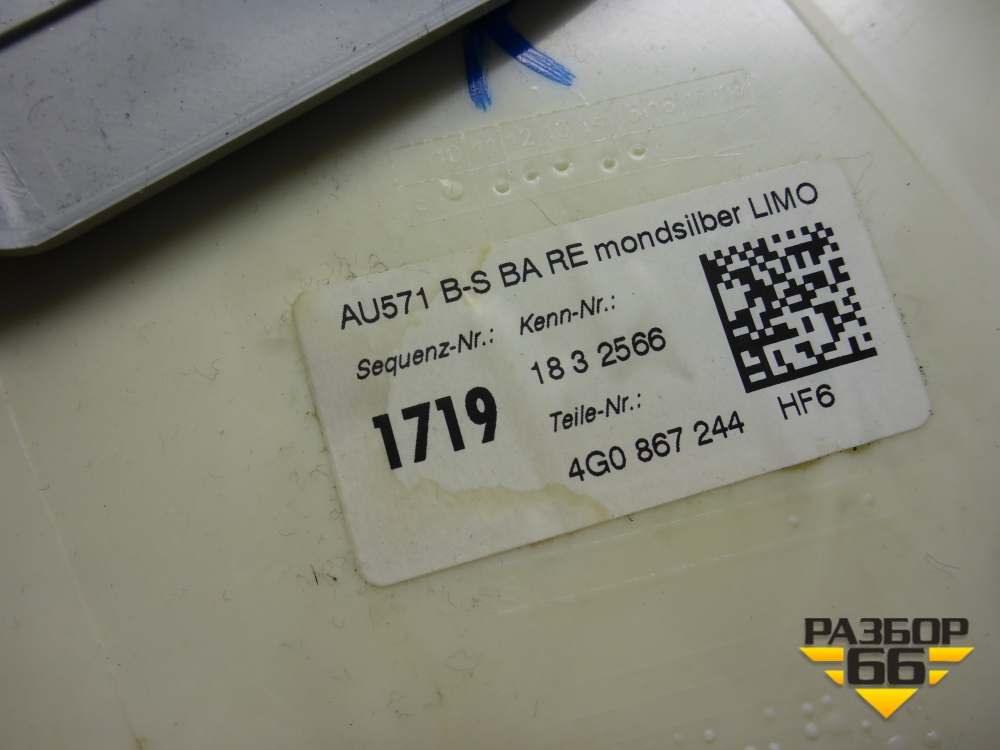 AU571 B-S BA RE mondsilber LIMO
Sequenz-Nr.: Kenn-Nr.:
1719 18 3 2566
Teile-Nr.:
4G0 867 244 HF6
РАЗБОР
66